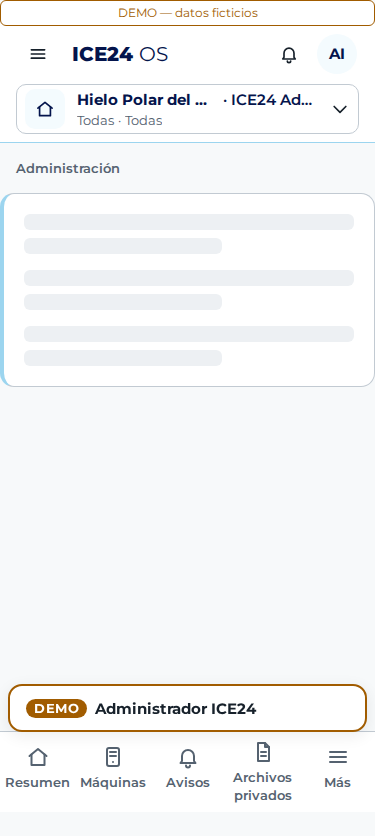 DEMO — datos ficticios
ICE24 OS
AI
Hielo Polar del ... · ICE24 Ad...
Todas · Todas
Administración
DEMO Administrador ICE24
Resumen
Máquinas
Avisos
Archivos privados
Más